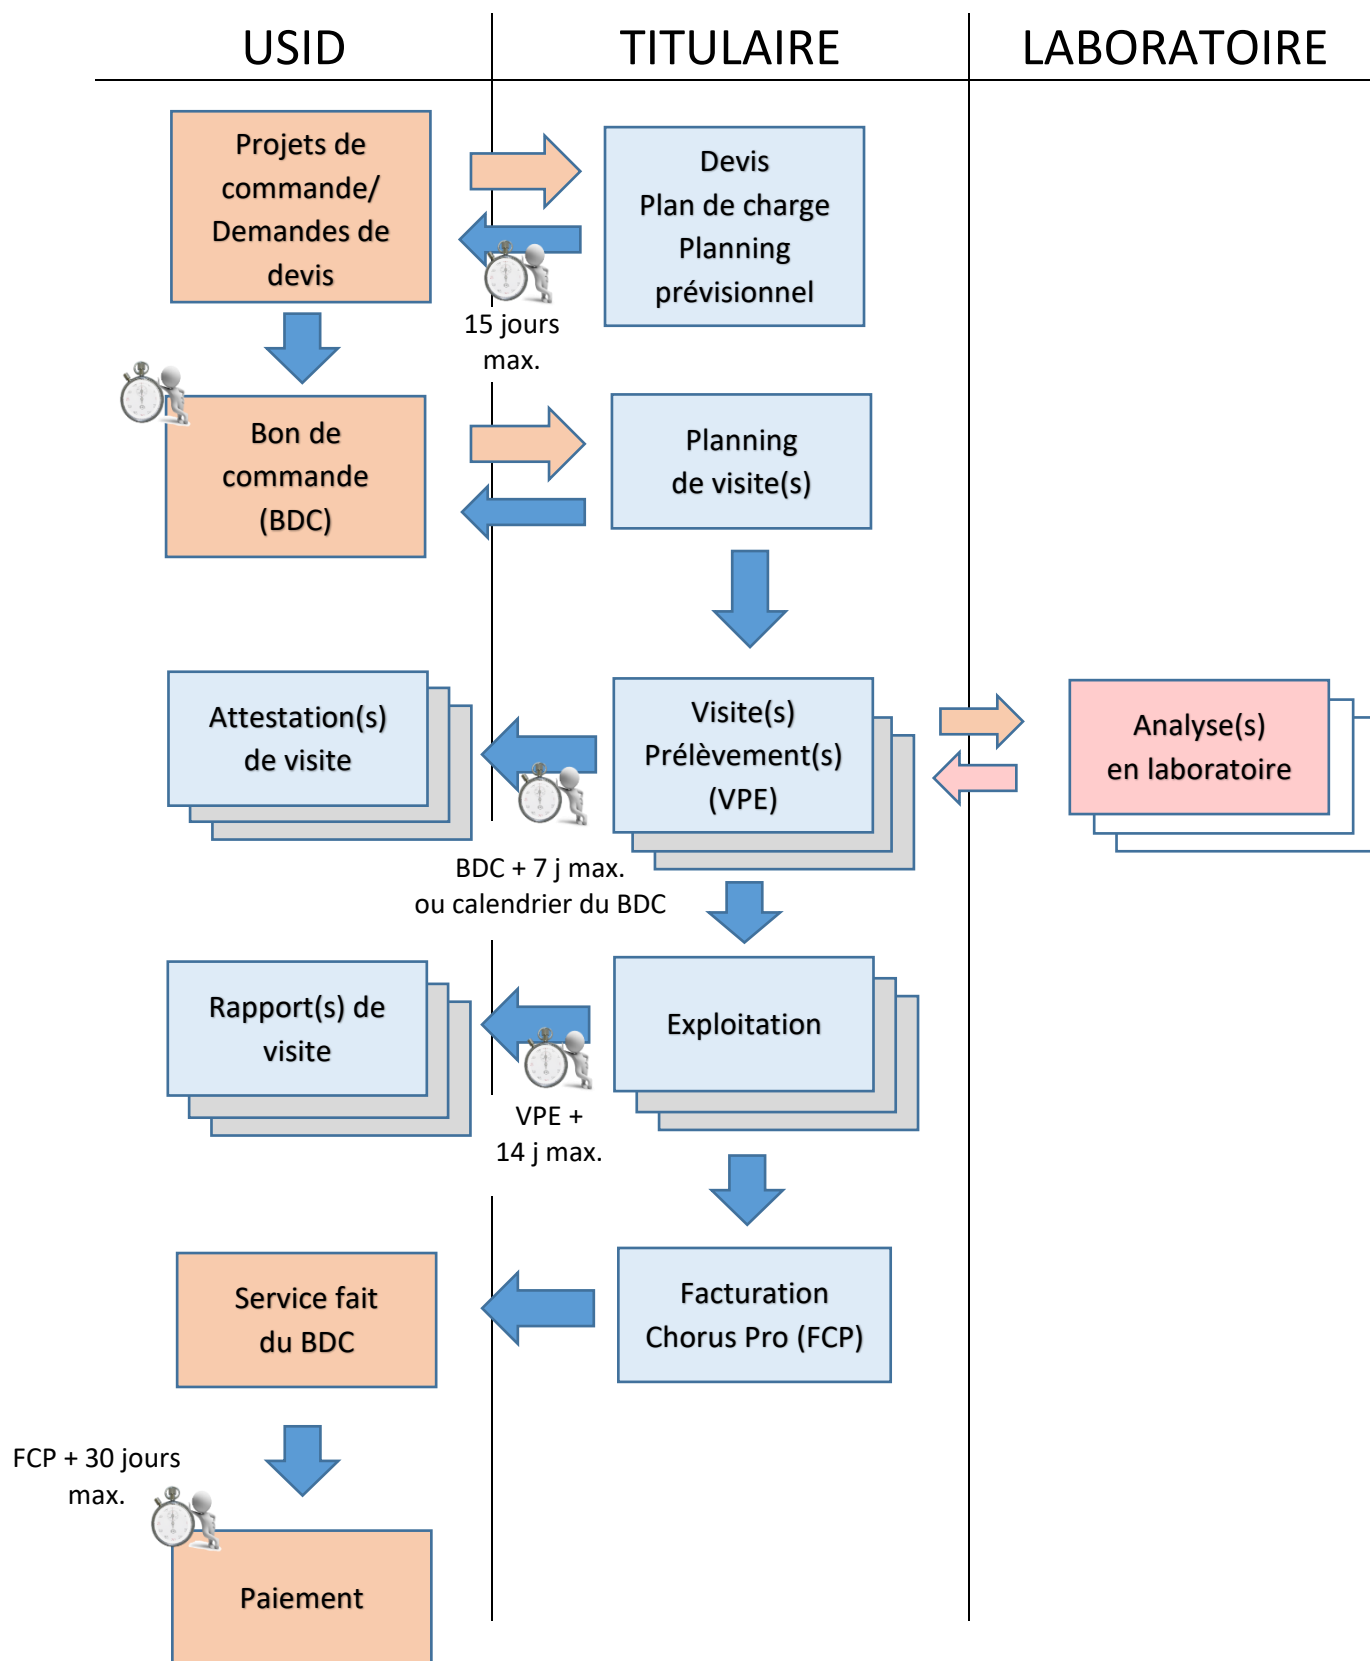 USID
TITULAIRE
LABORATOIRE
Projets de
commande/
Demandes de
devis
Devis
Plan de charge
Planning
prévisionnel
15 jours
max.
Bon de
commande
(BDC)
Planning
de visite(s)
Attestation(s)
de visite
Visite(s)
Prélèvement(s)
(VPE)
Analyse(s)
en laboratoire
BDC + 7 j max.
ou calendrier du BDC
Rapport(s) de
visite
Exploitation
VPE +
14 j max.
Service fait
du BDC
Facturation
Chorus Pro (FCP)
FCP + 30 jours
max.
Paiement